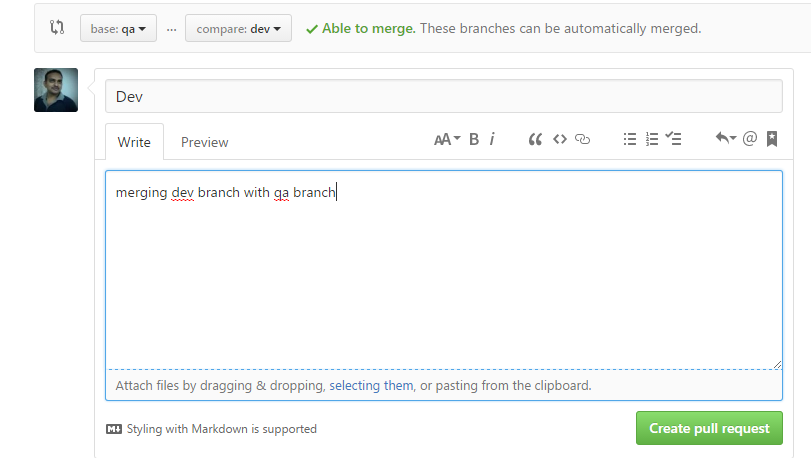 base: qa ... compare: dev ✓ Able to merge. These branches can be automatically merged.
Dev
Write Preview AA B i “ <> @
merging dev branch with qa branch
Attach files by dragging & dropping, selecting them, or pasting from the clipboard.
Styling with Markdown is supported Create pull request